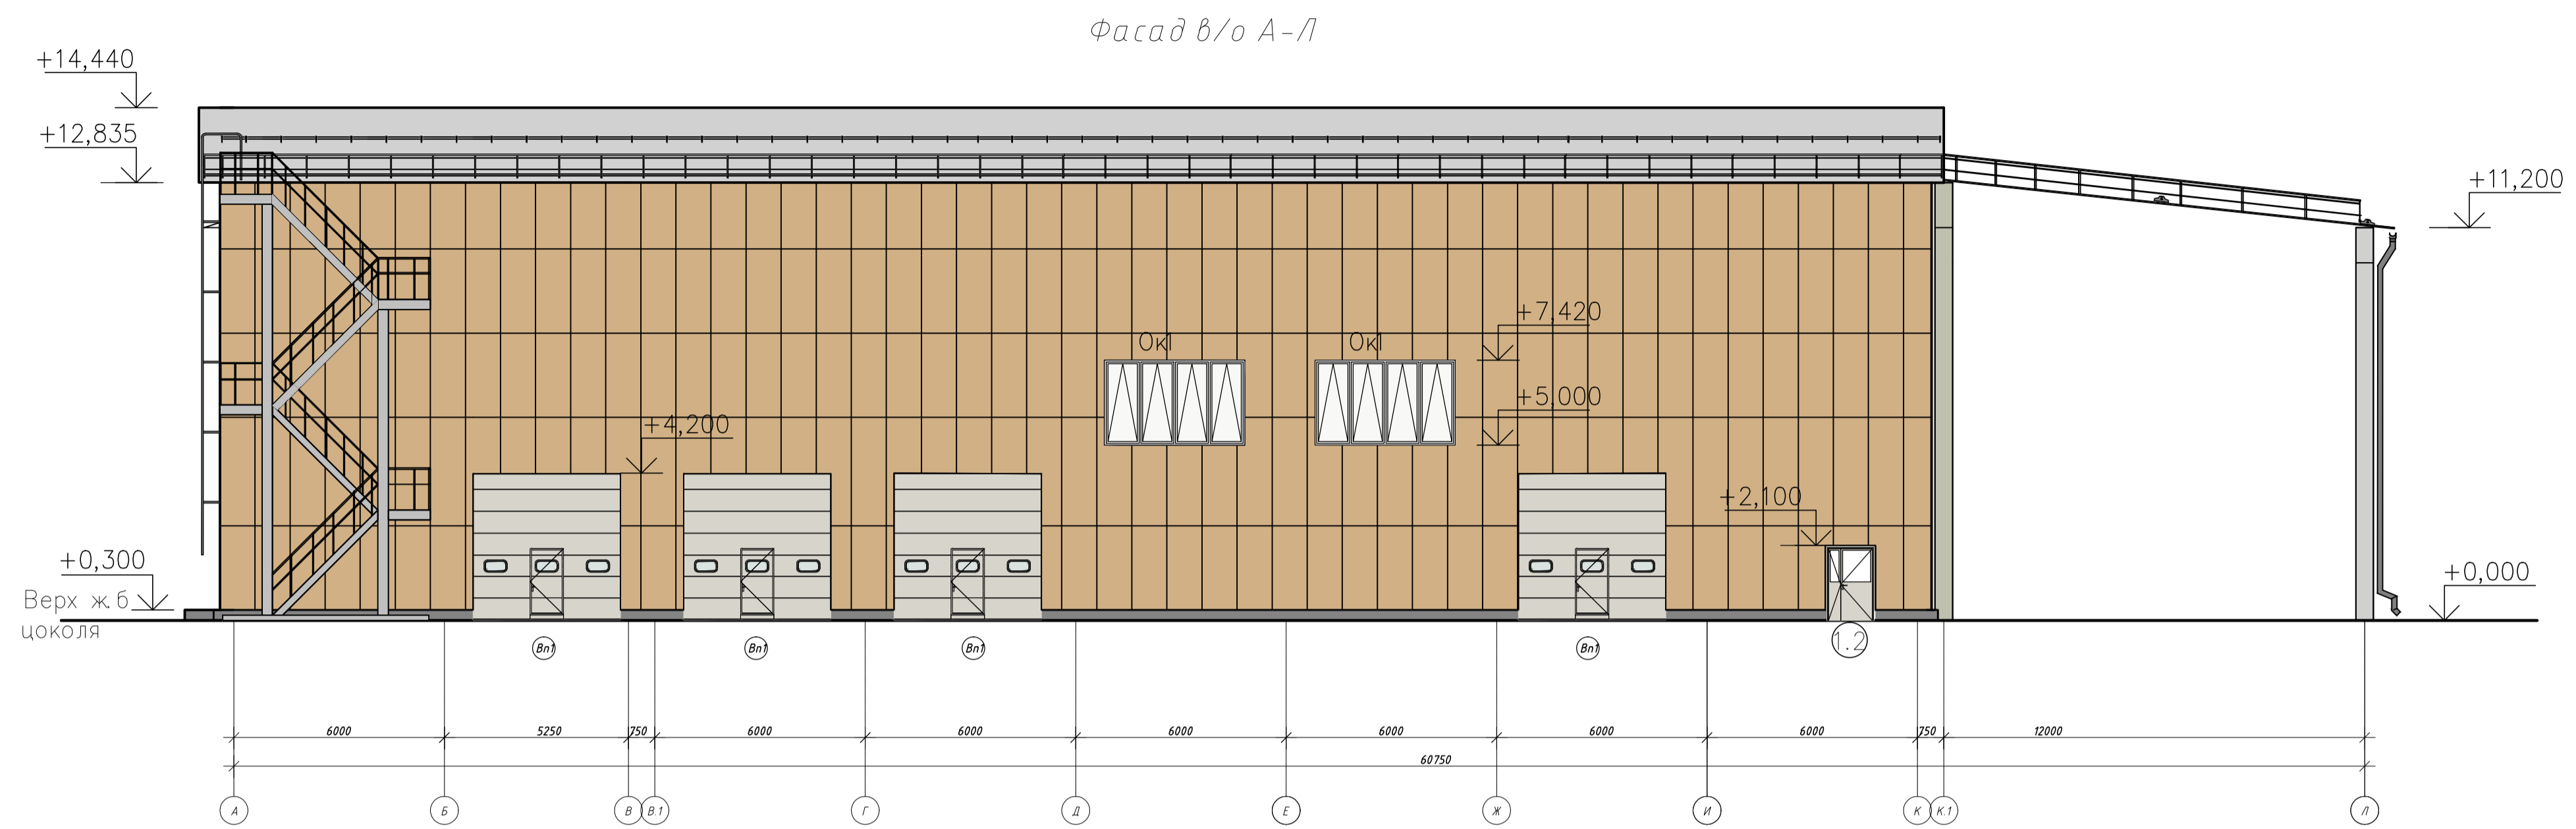 Фасад в/о А-Л
+14,440
+12,835
+11,200
+7,420
Ок1
Ок1
+5,000
+4,200
+2,100
+0,300
+0,000
Верх ж.б
цоколя
Вп1
Вп1
Вп1
Вп1
1.2
6000
5250
750
6000
6000
6000
6000
6000
6000
750
12000
60750
А
Б
В
В.1
Г
Д
Е
Ж
И
К
К.1
Л